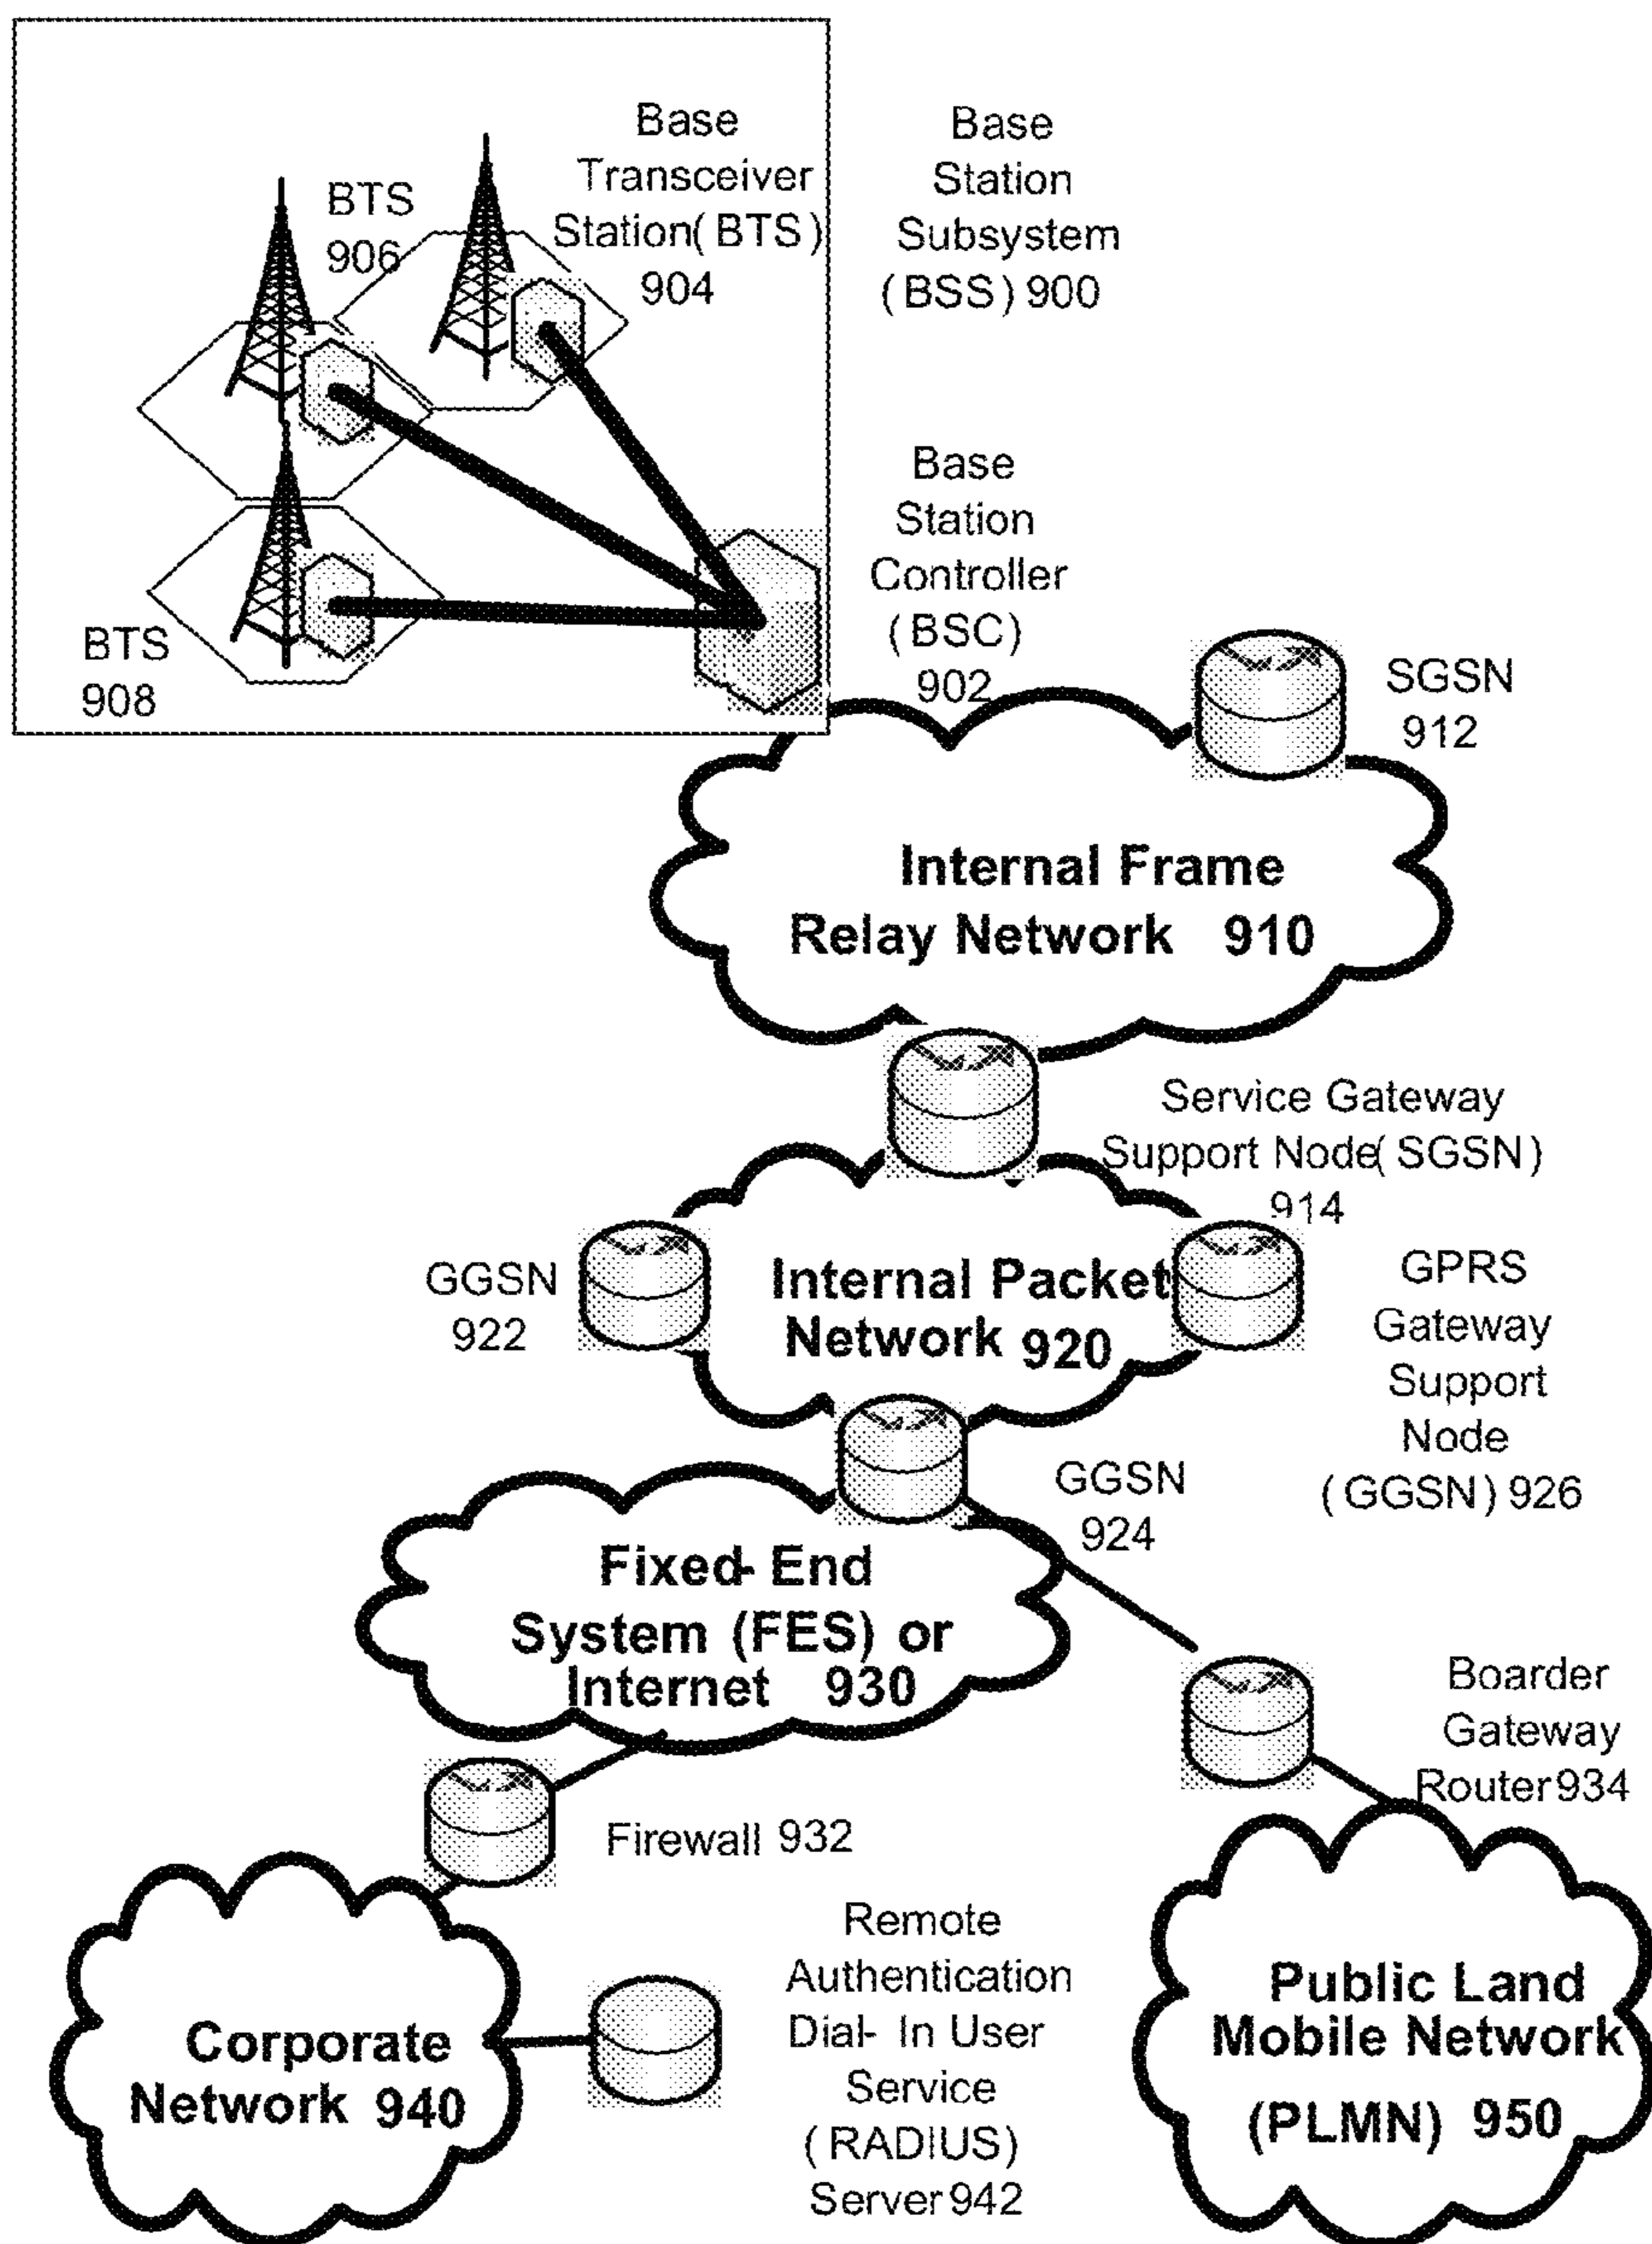 Base
Transceiver
Station(BTS)
904
BTS
906
BTS
908
Base
Station
Subsystem
(BSS) 900
Base
Station
Controller
(BSC)
902
SGSN
912
Internal Frame
Relay Network 910
Service Gateway
Support Node(SGSN)
914
GGSN
922
Internal Packet
Network 920
GPRS
Gateway
Support
Node
(GGSN) 926
GGSN
924
Fixed-End
System (FES) or
Internet 930
Boarder
Gateway
Router 934
Firewall 932
Remote
Authentication
Dial-In User
Service
(RADIUS)
Server 942
Corporate
Network 940
Public Land
Mobile Network
(PLMN) 950